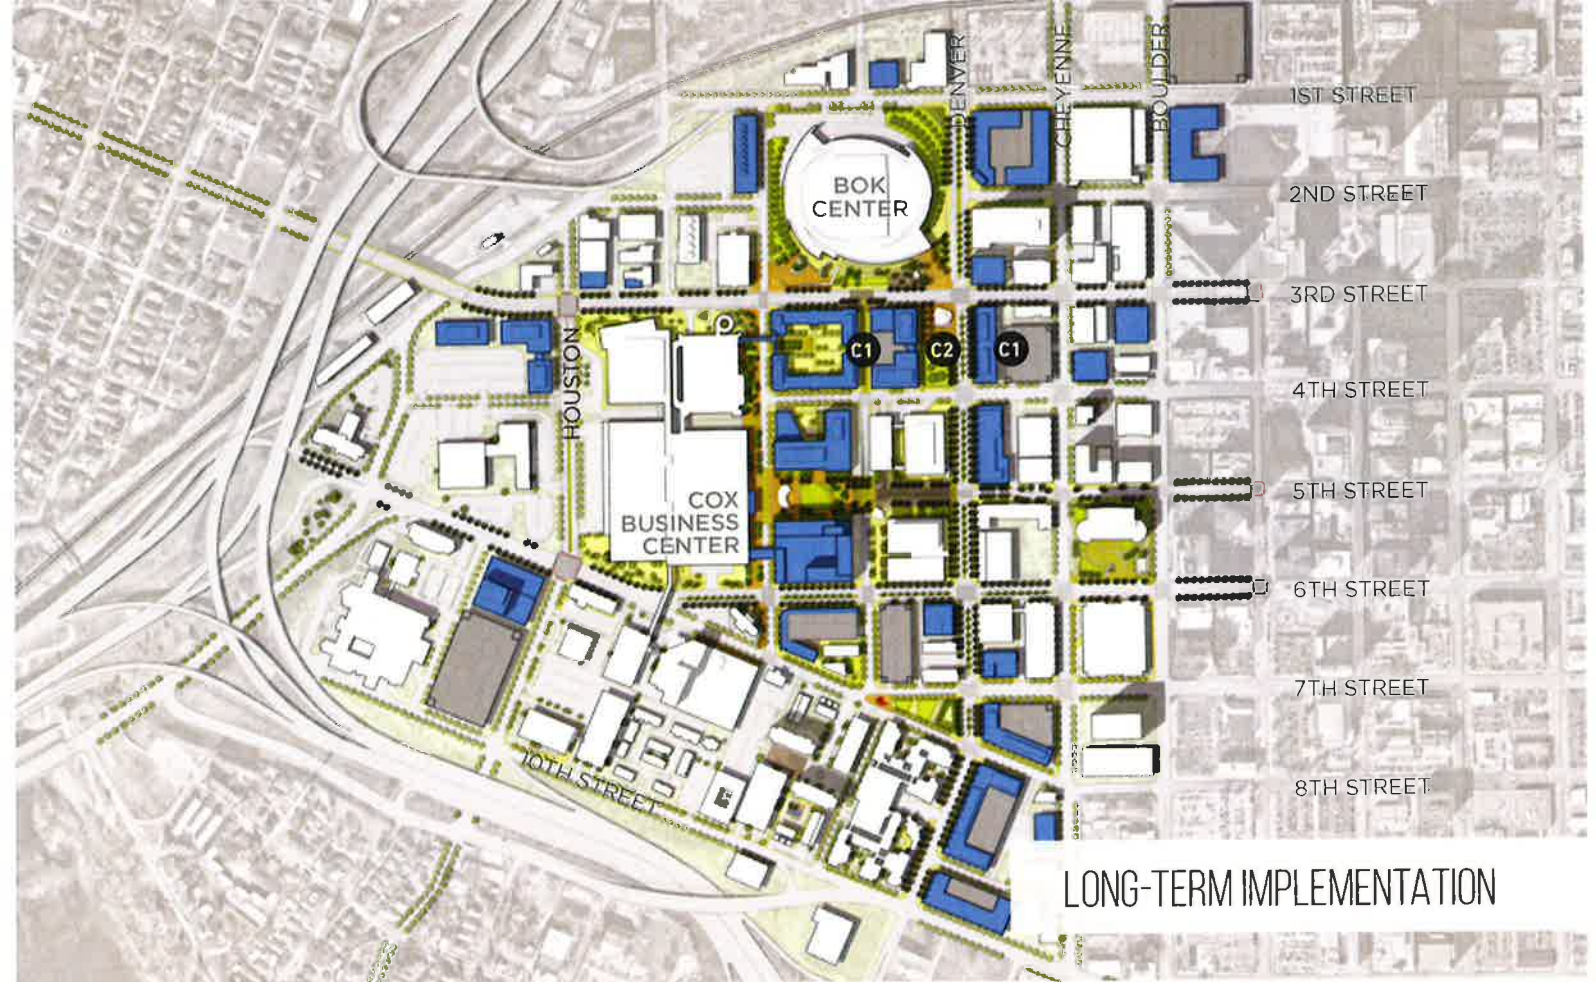 DENVER
CHEYENNE
BOULDER
1ST STREET
BOK
CENTER
2ND STREET
3RD STREET
HOUSTON
C1
C2
C1
4TH STREET
COX
BUSINESS
CENTER
5TH STREET
6TH STREET
7TH STREET
10TH STREET
8TH STREET
LONG-TERM IMPLEMENTATION